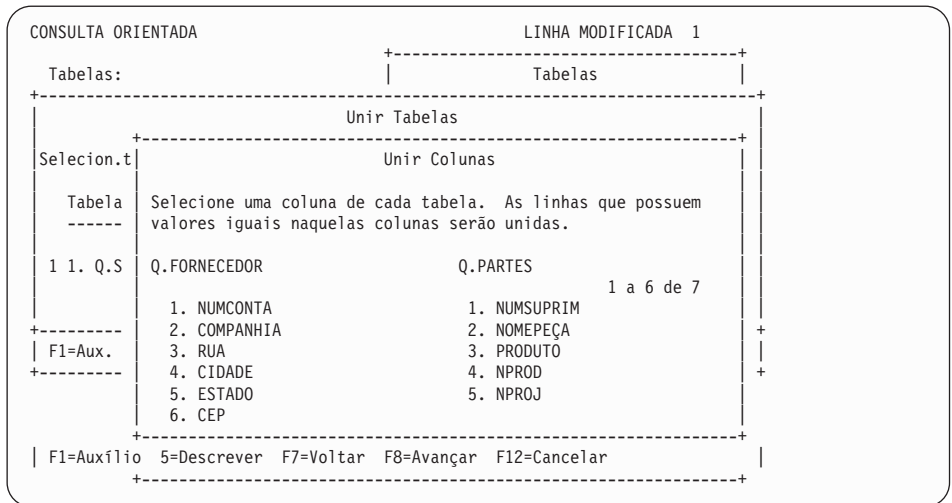 CONSULTA ORIENTADA LINHA MODIFICADA 1
Tabelas: Tabelas
Unir Tabelas
Selecion.t Unir Colunas
Tabela Selecione uma coluna de cada tabela. As linhas que possuem
------ valores iguais naquelas colunas serão unidas.
1 1. Q.S Q.FORNECEDOR Q.PARTES
1 a 6 de 7
1. NUMCONTA 1. NUMSUPRIM
2. COMPANHIA 2. NOMEPEÇA
F1=Aux. 3. RUA 3. PRODUTO
4. CIDADE 4. NPROD
5. ESTADO 5. NPROJ
6. CEP
F1=Auxílio 5=Descrever F7=Voltar F8=Avançar F12=Cancelar